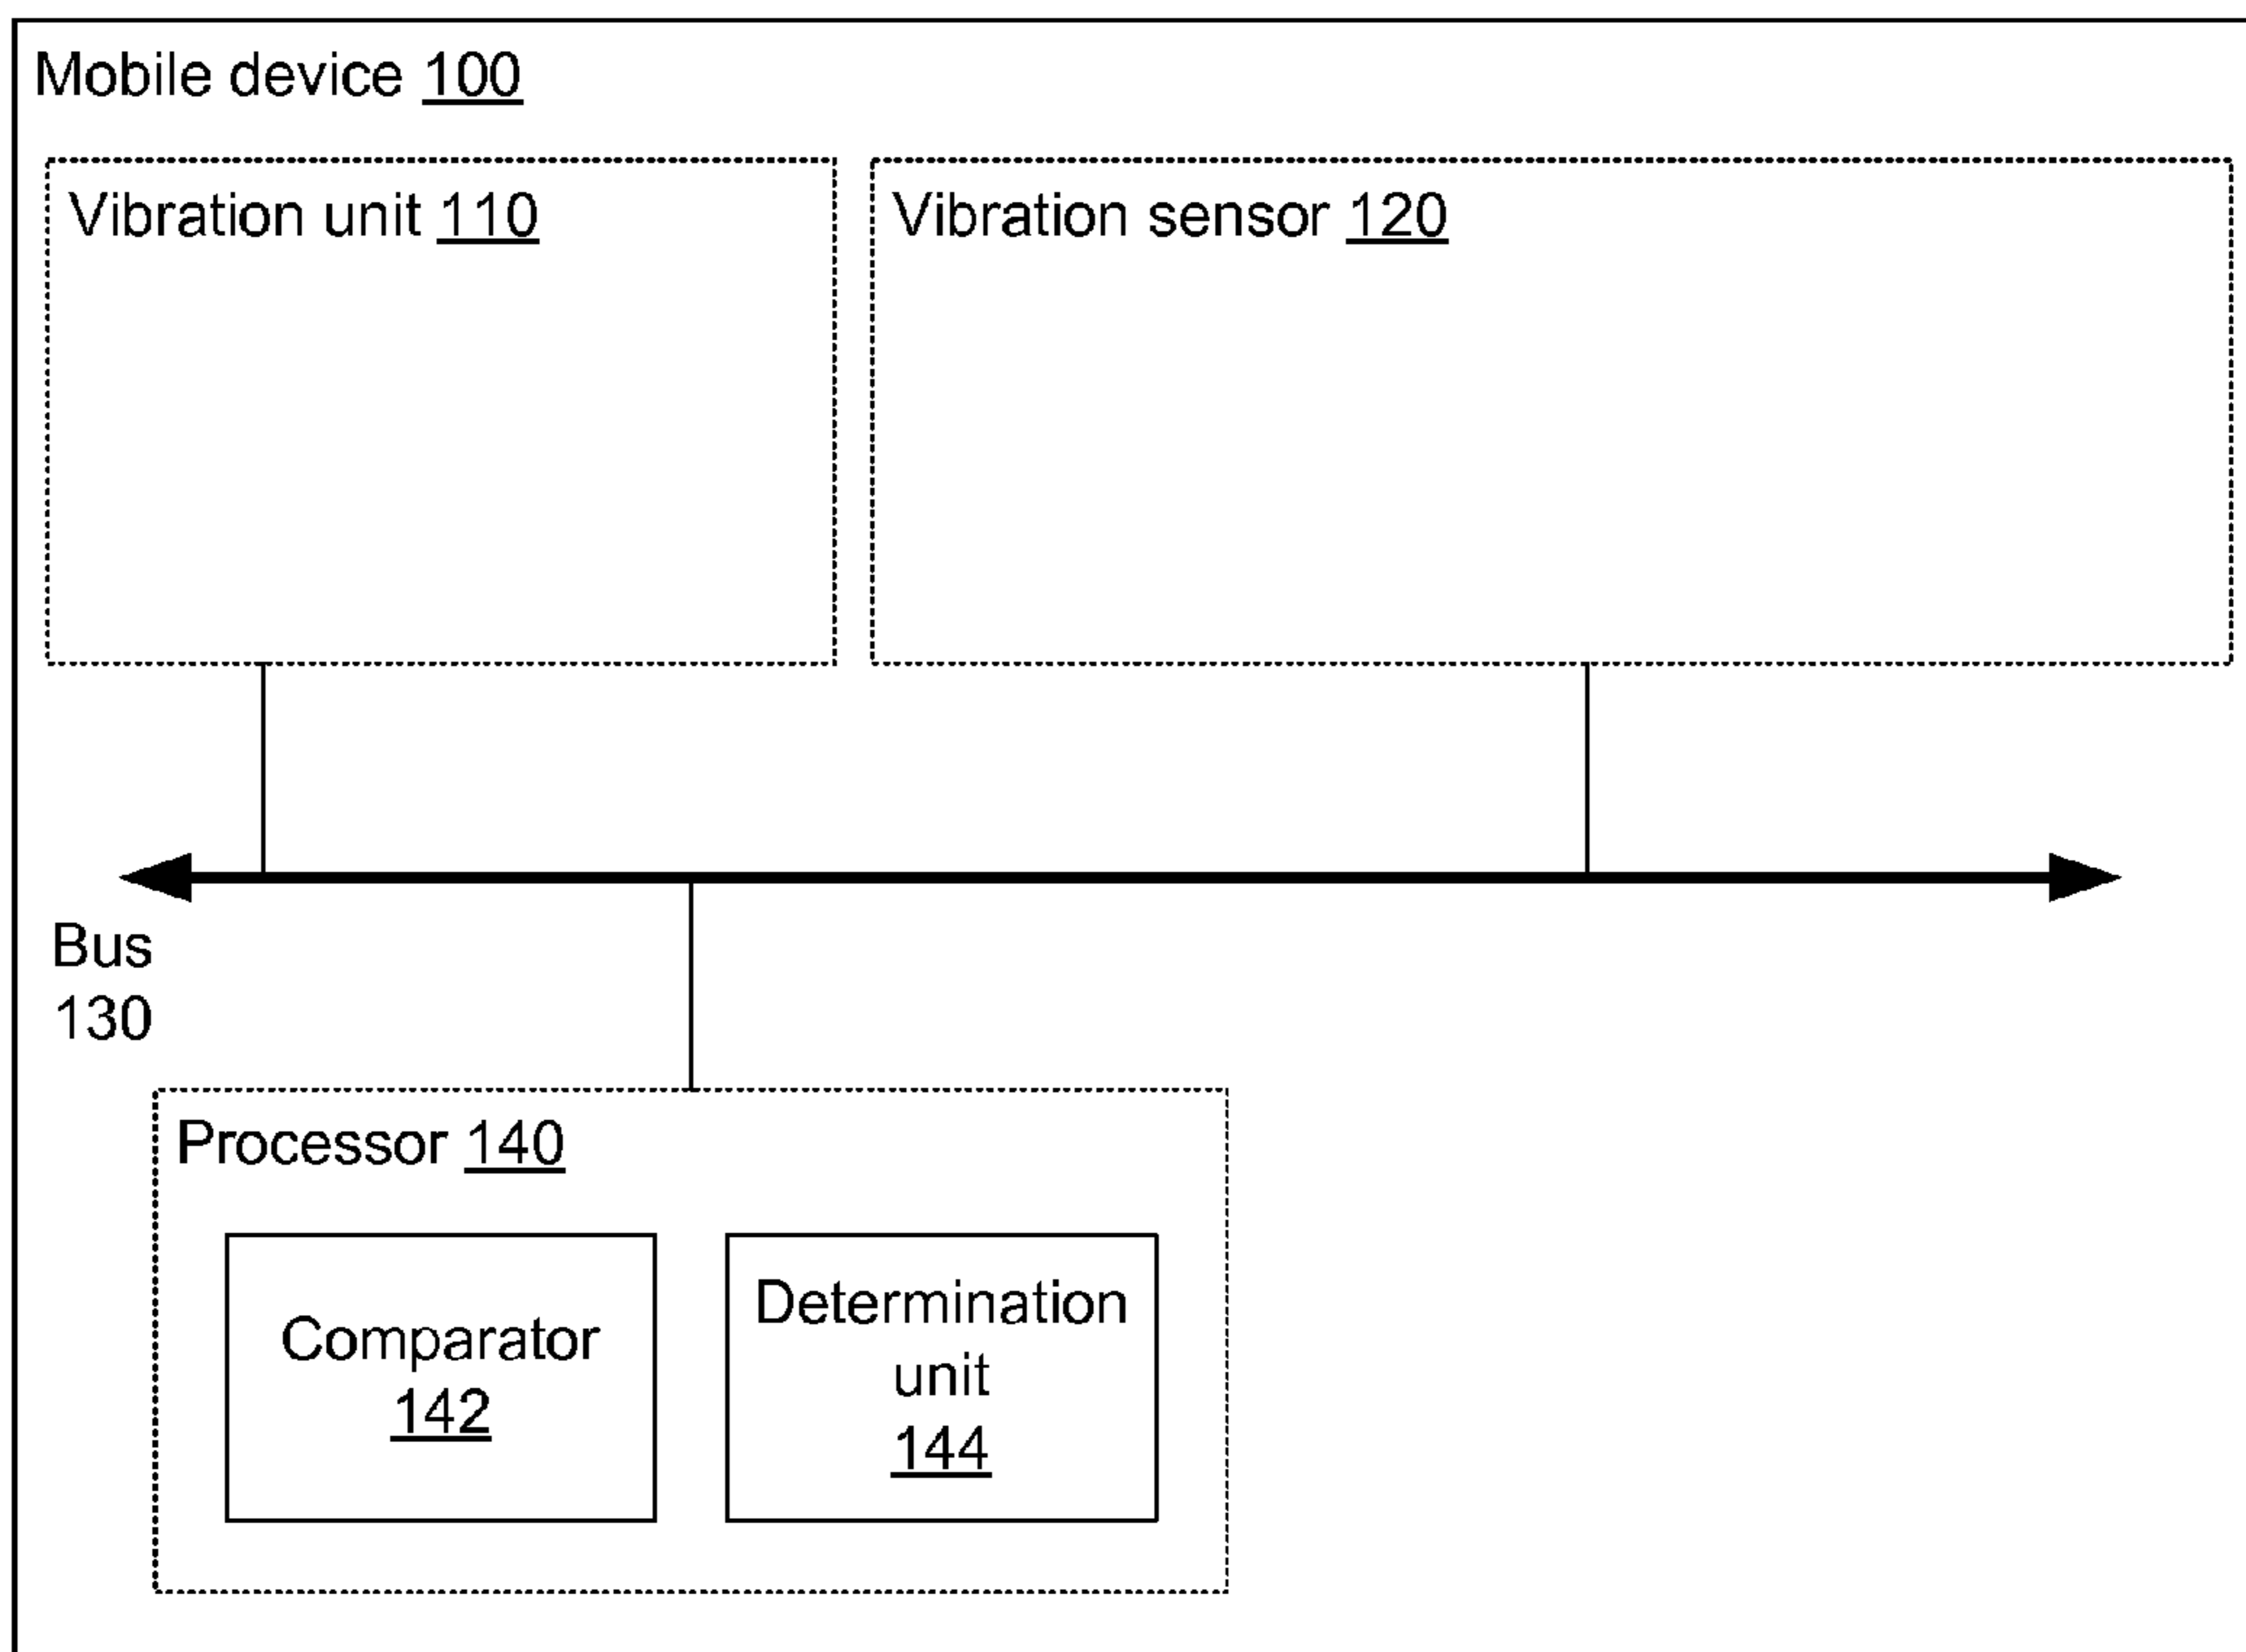 Mobile device 100
Vibration unit 110
Vibration sensor 120
Bus
130
Processor 140
Comparator
142
Determination
unit
144